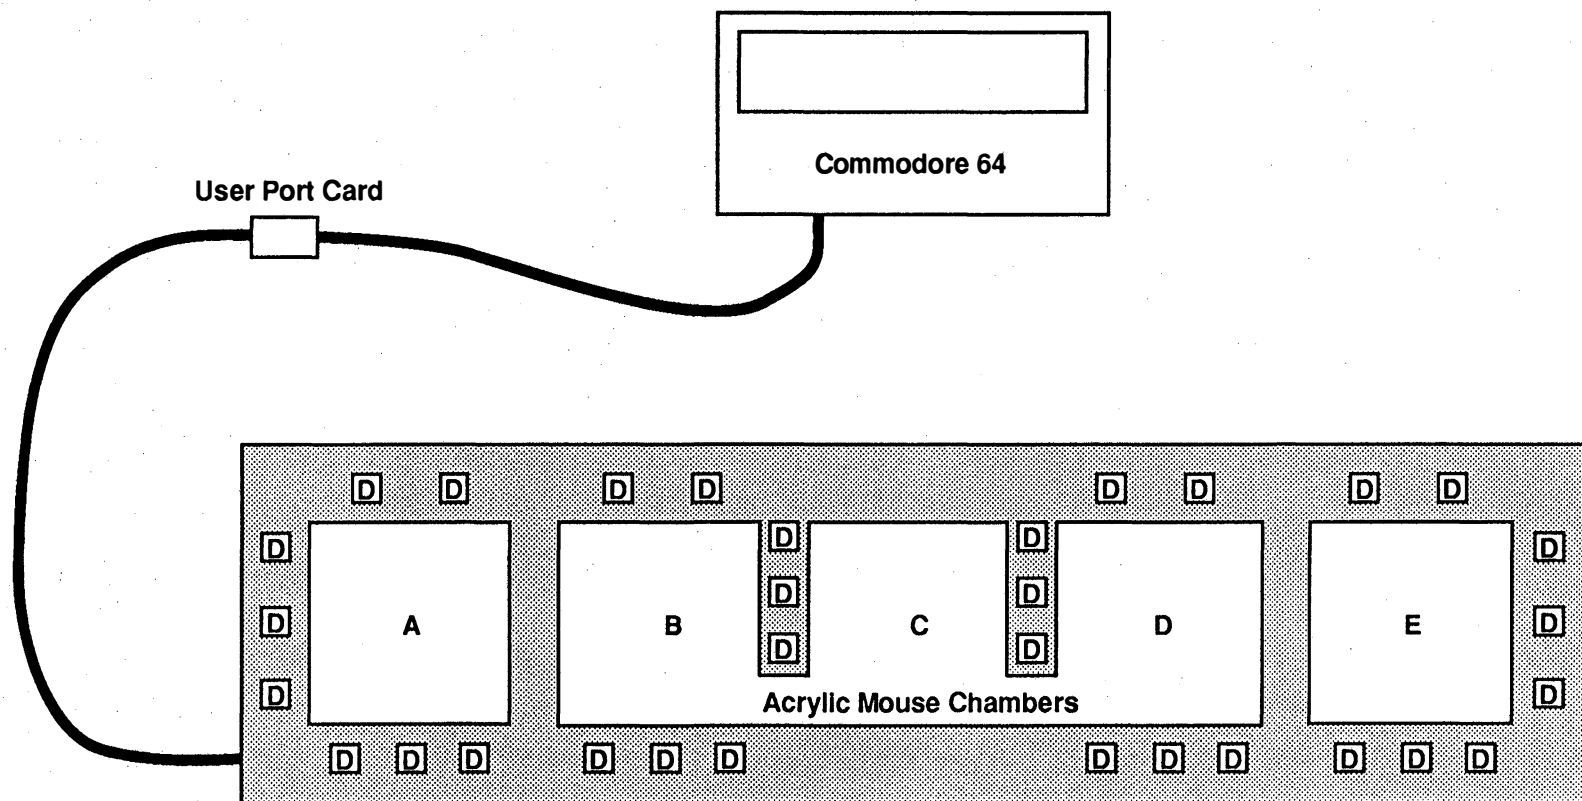 Commodore 64
User Port Card
D D D D D D D D
D D D D
A B C D E
D D D D
D D D D
Acrylic Mouse Chambers
D D D D D D D D D D D D